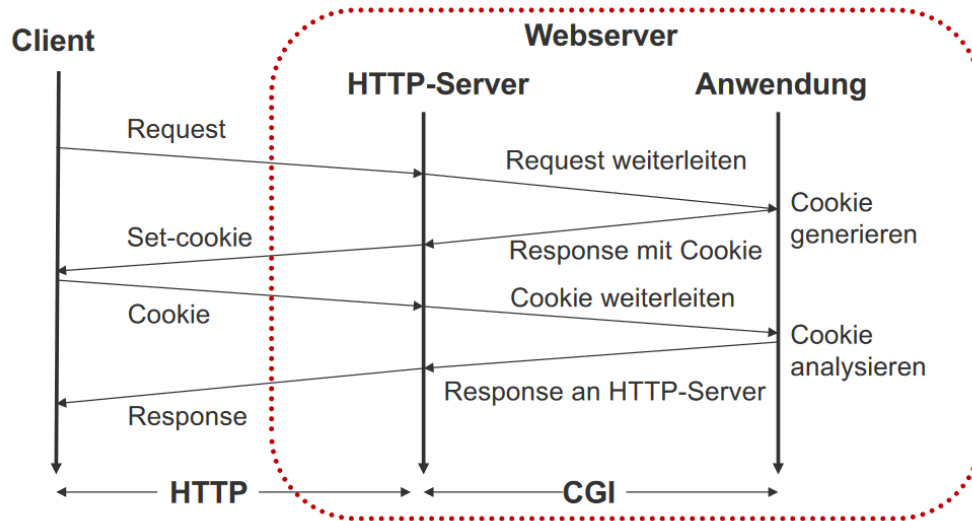 Webserver
Client
HTTP-Server
Anwendung
Request
Request weiterleiten
Cookie
generieren
Set-cookie
Response mit Cookie
Cookie weiterleiten
Cookie
Cookie
analysieren
Response an HTTP-Server
Response
HTTP
CGI